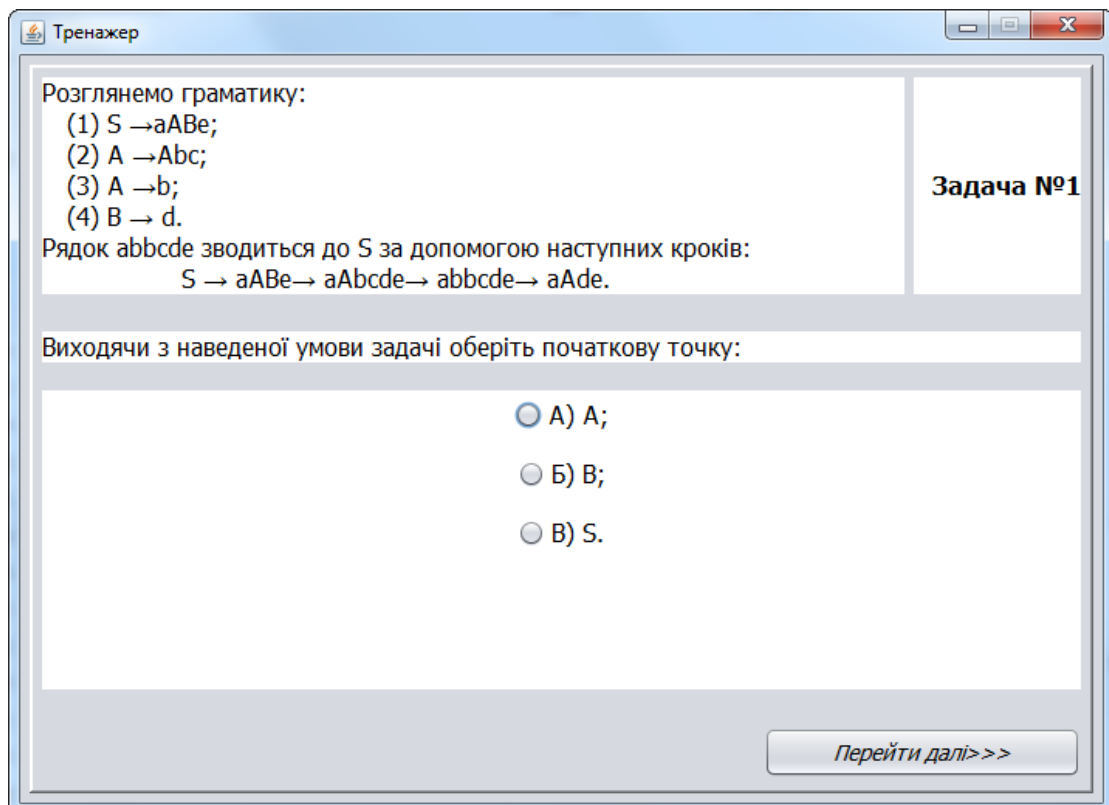 Тренажер
Розглянемо граматику:
(1) S →aABe;
(2) A →Abc;
(3) A →b;
(4) B → d.
Рядок abbcde зводиться до S за допомогою наступних кроків:
S → aABe→ aAbcde→ abbcde→ aAde.
Задача №1
Виходячи з наведеної умови задачі оберіть початкову точку:
А) A;
Б) B;
В) S.
Перейти далі>>>